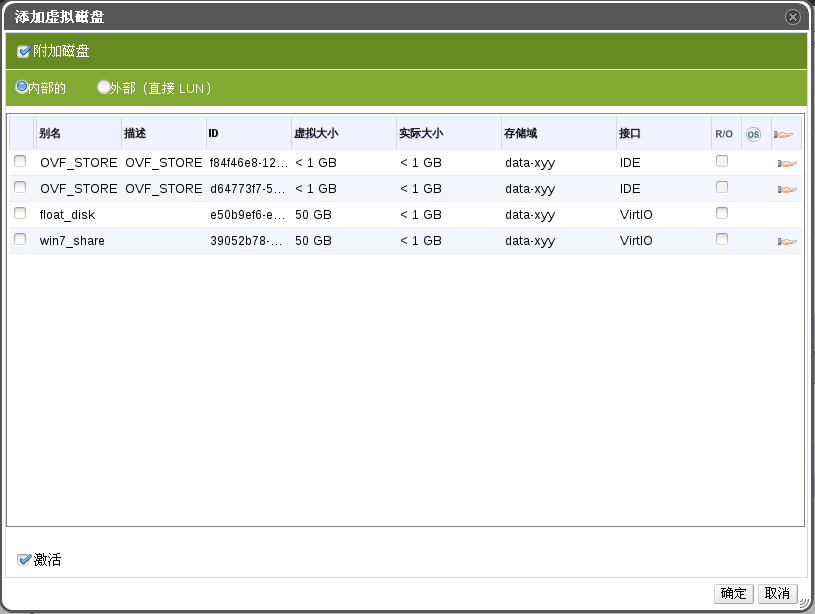 添加虚拟磁盘
附加磁盘
内部的 外部（直接 LUN）
别名 描述 ID 虚拟大小 实际大小 存储域 接口 R/O OS
OVF_STORE OVF_STORE f84f46e8-12... < 1 GB < 1 GB data-xyy IDE
OVF_STORE OVF_STORE d64773f7-5... < 1 GB < 1 GB data-xyy IDE
float_disk e50b9ef6-e... 50 GB < 1 GB data-xyy VirtIO
win7_share 39052b78-... 50 GB < 1 GB data-xyy VirtIO
激活
确定 取消